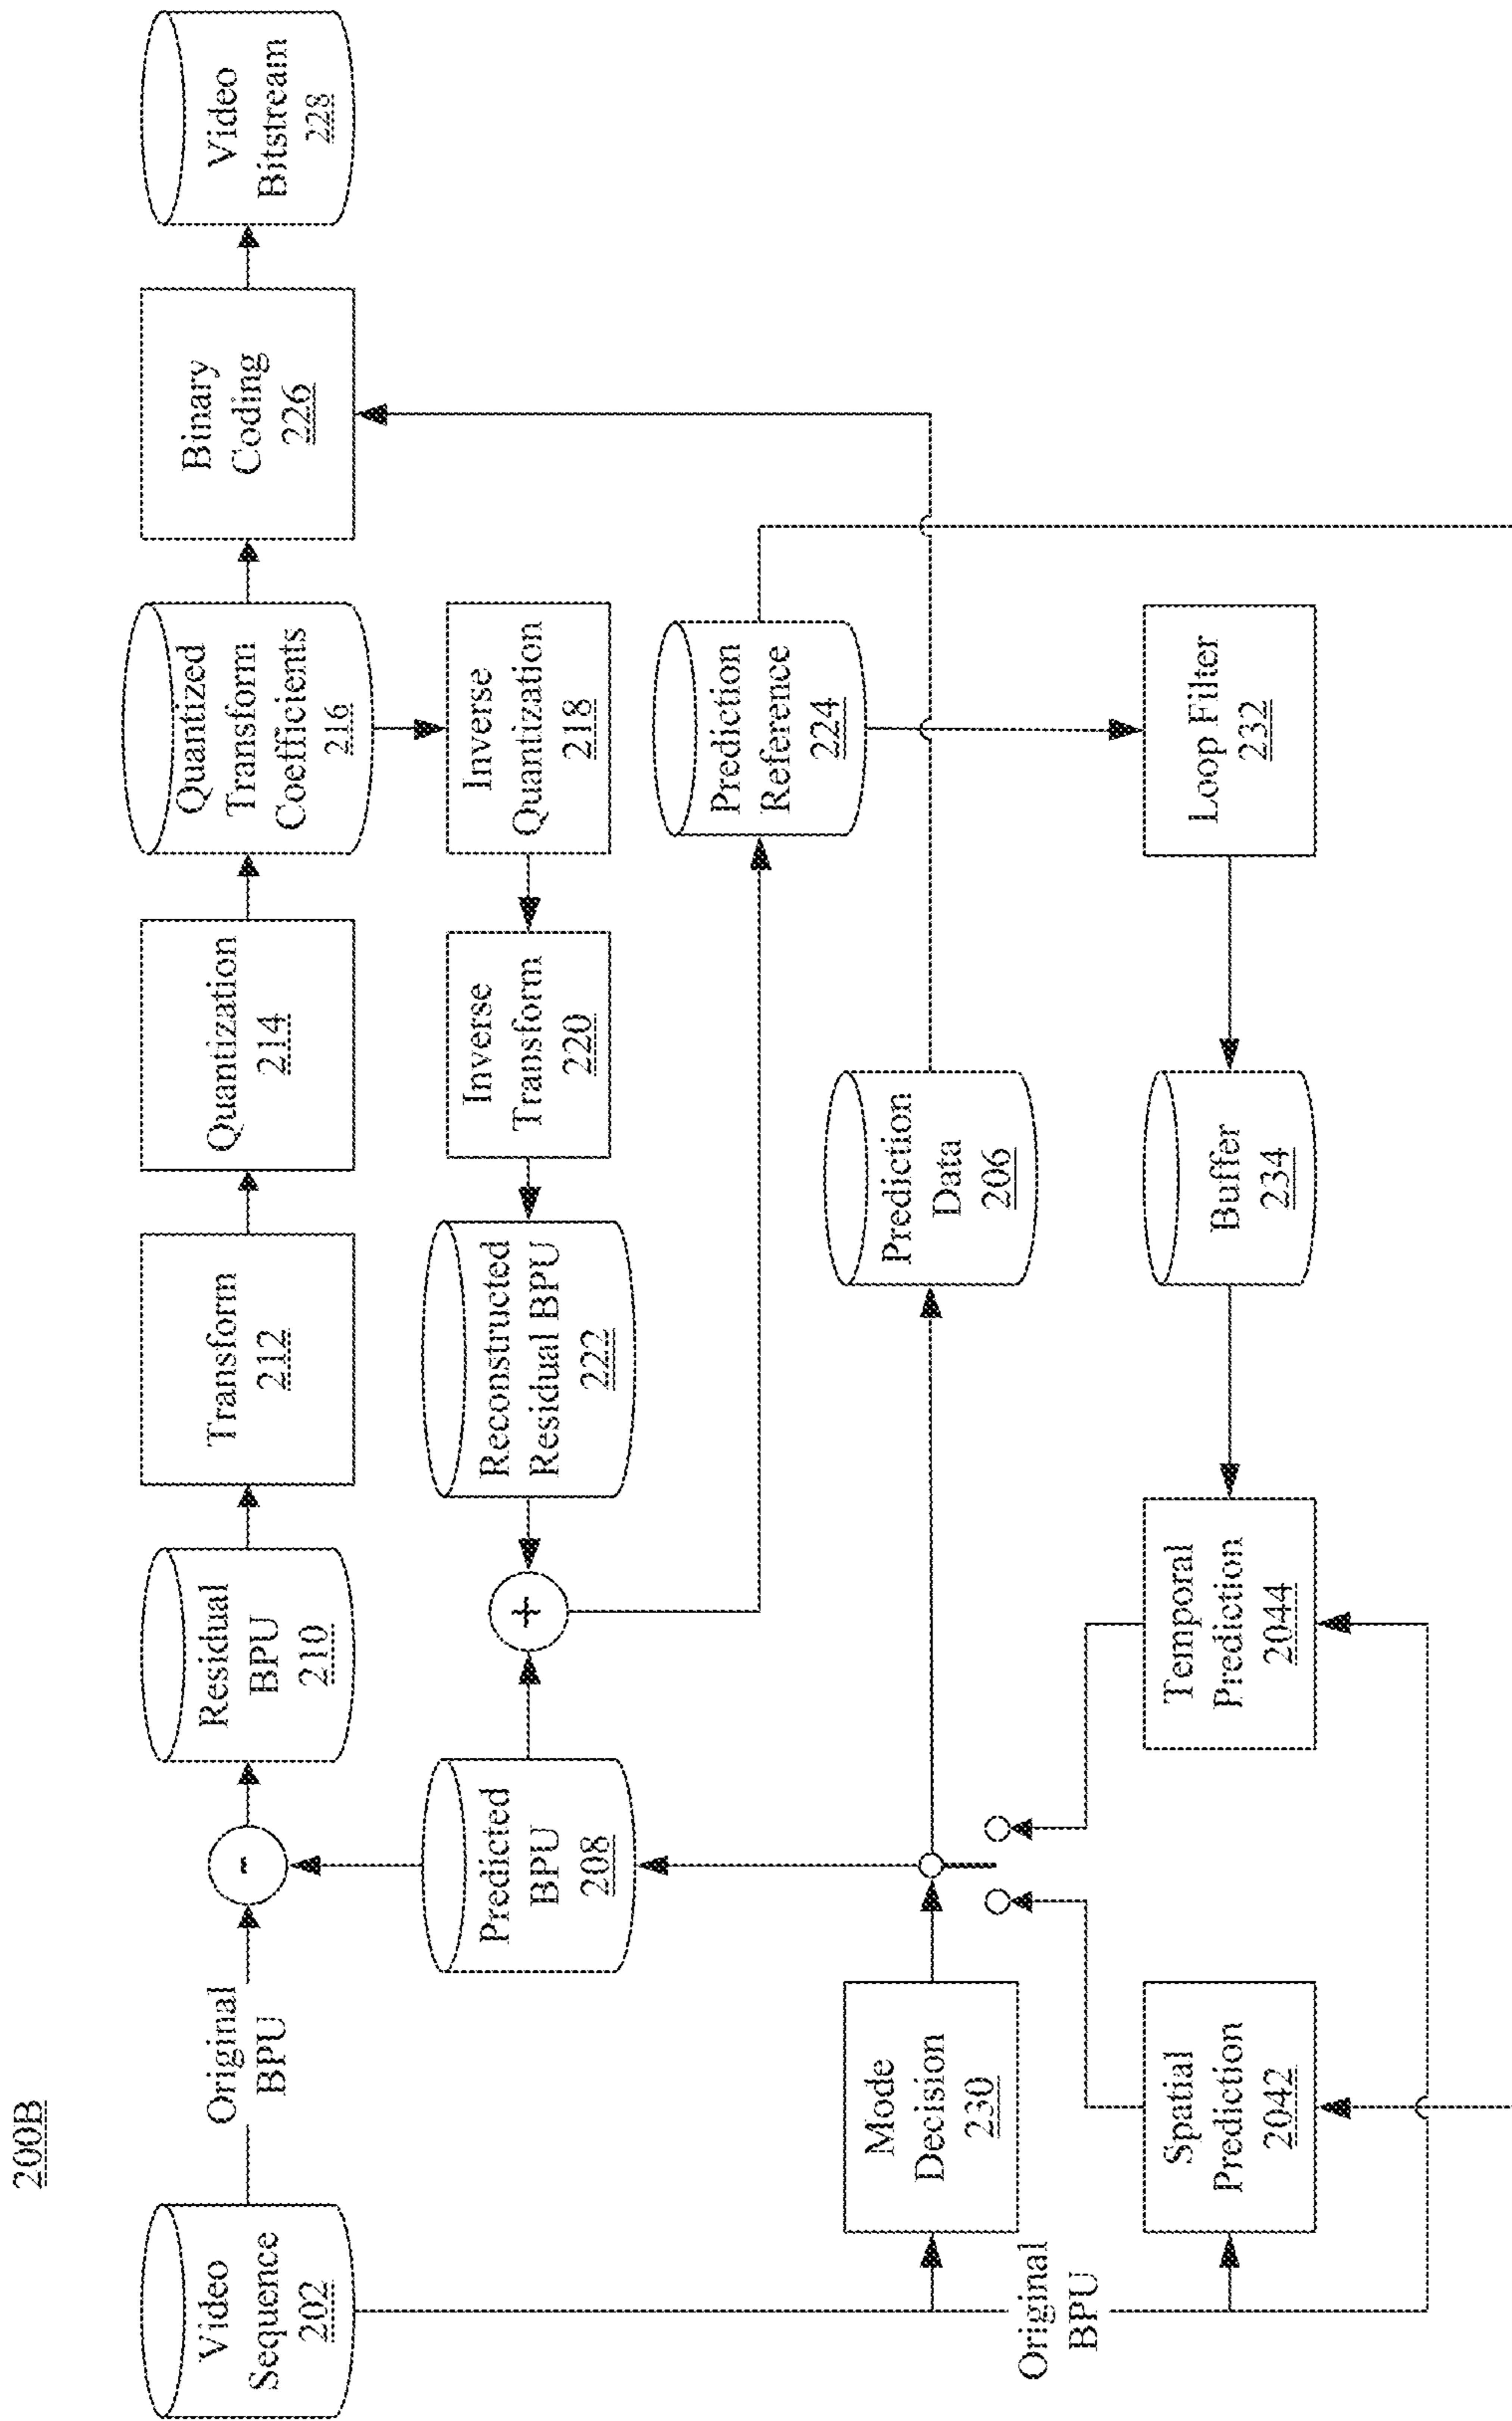 200B
Video
Sequence
202
Original
BPU
Residual
BPU
210
Transform
212
Quantization
214
Quantized
Transform
Coefficients
216
Binary
Coding
226
Video
Bitstream
228
Predicted
BPU
208
+
-
Reconstructed
Residual BPU
222
Inverse
Transform
220
Inverse
Quantization
218
Prediction
Reference
224
Mode
Decision
230
Prediction
Data
206
Original
BPU
Spatial
Prediction
2042
Temporal
Prediction
2044
Buffer
234
Loop Filter
232